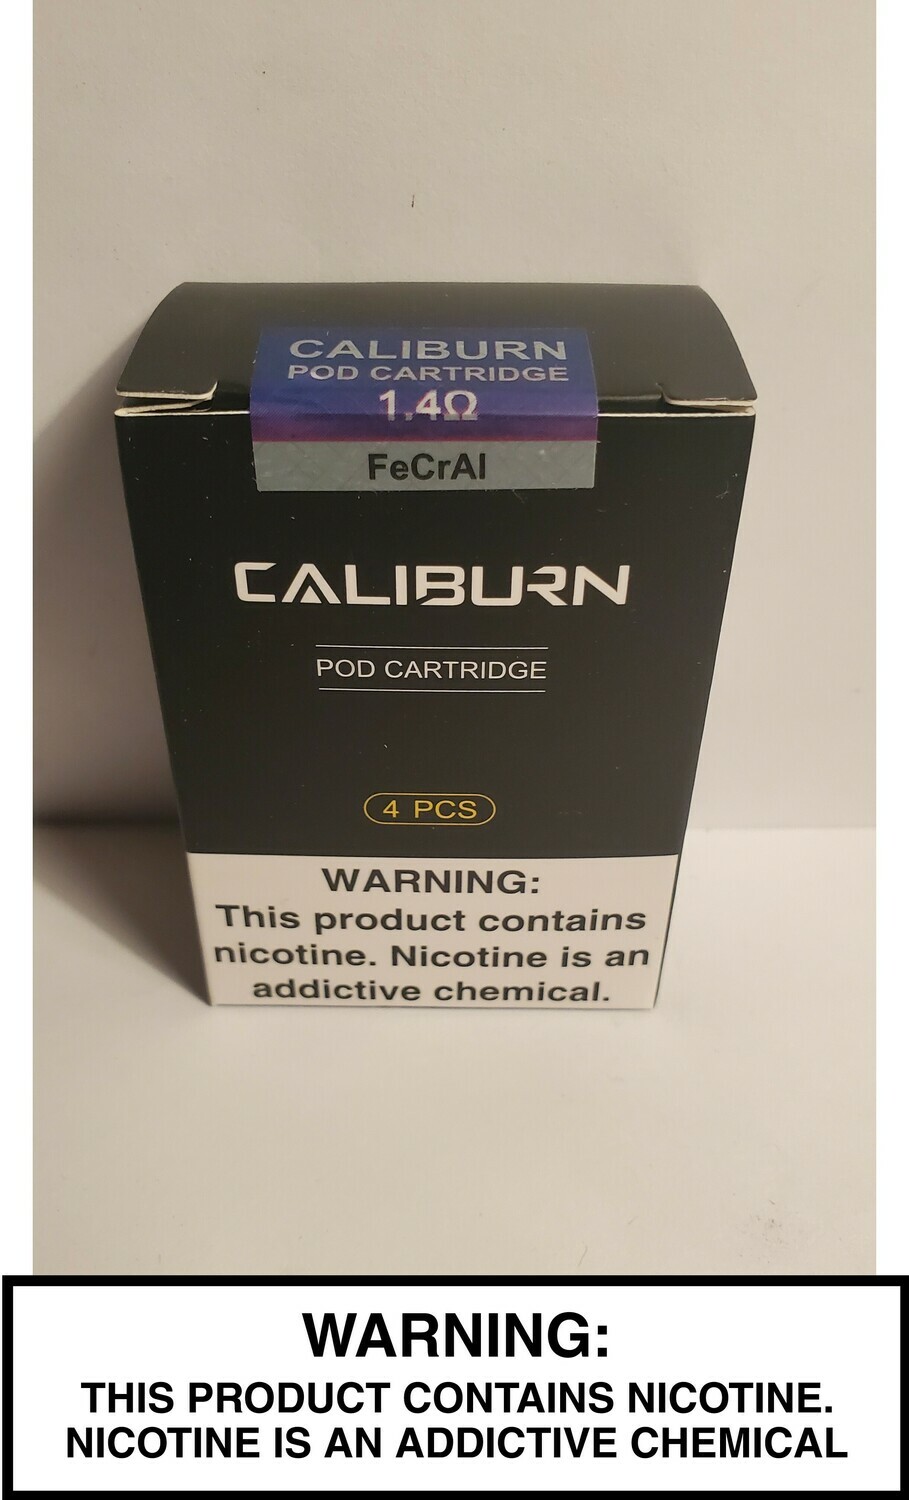 CALIBURN
POD CARTRIDGE
1.4Ω
FeCrAl
CALIBURN
POD CARTRIDGE
4 PCS
WARNING:
This product contains
nicotine. Nicotine is an
addictive chemical.
WARNING:
THIS PRODUCT CONTAINS NICOTINE.
NICOTINE IS AN ADDICTIVE CHEMICAL